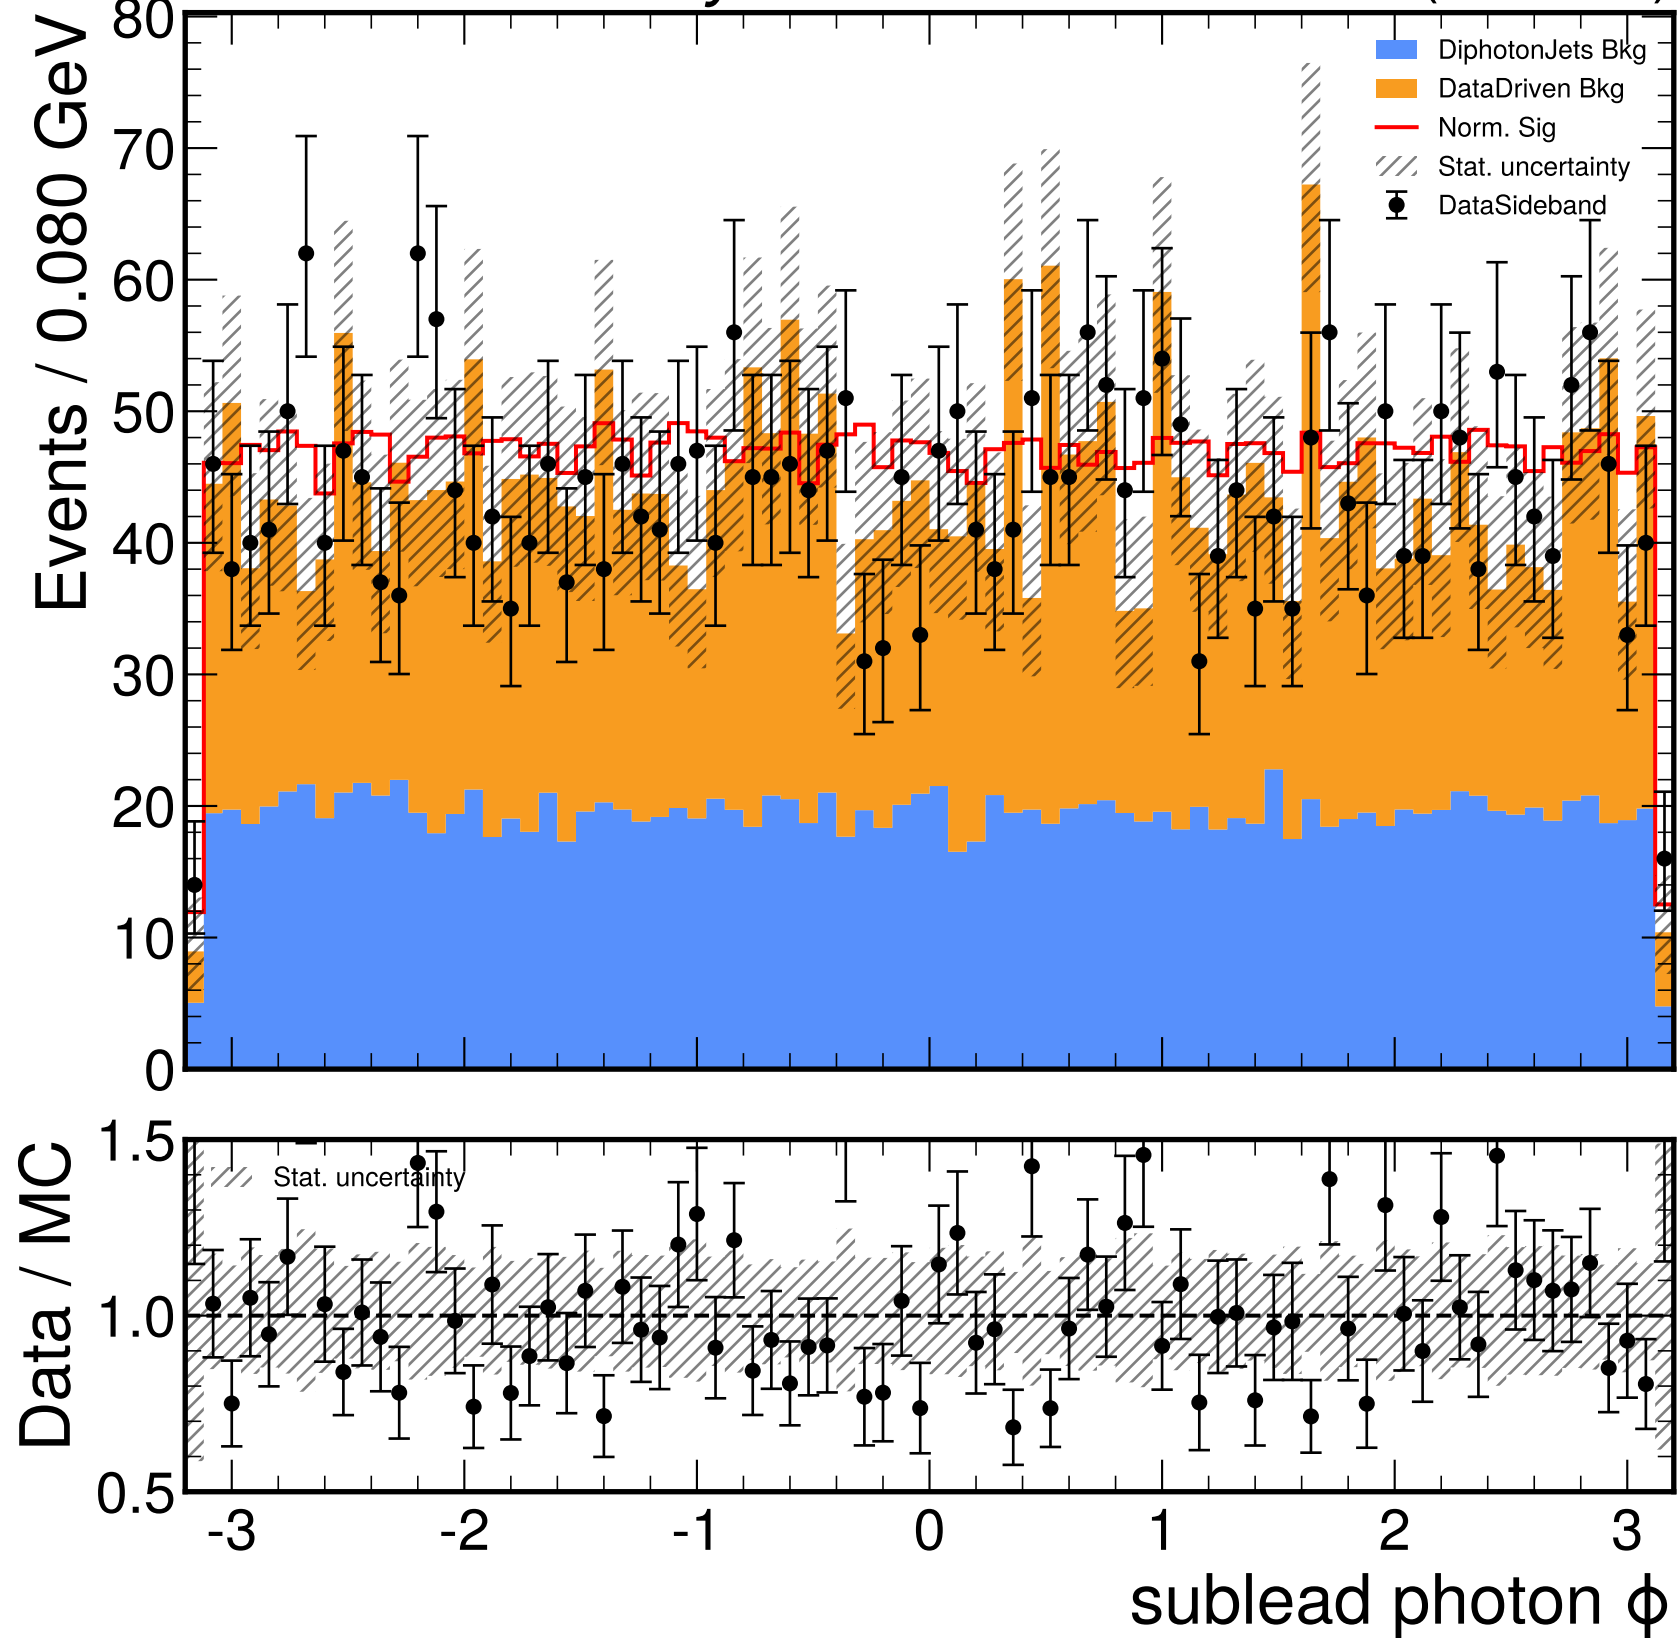 Events / 0.080 GeV
80
70
60
50
40
30
20
10
0
DiphotonJets Bkg
DataDriven Bkg
Norm. Sig
Stat. uncertainty
DataSideband
Data / MC
1.5
1.0
0.5
Stat. uncertainty
-3 -2 -1 0 1 2 3
sublead photon ϕ